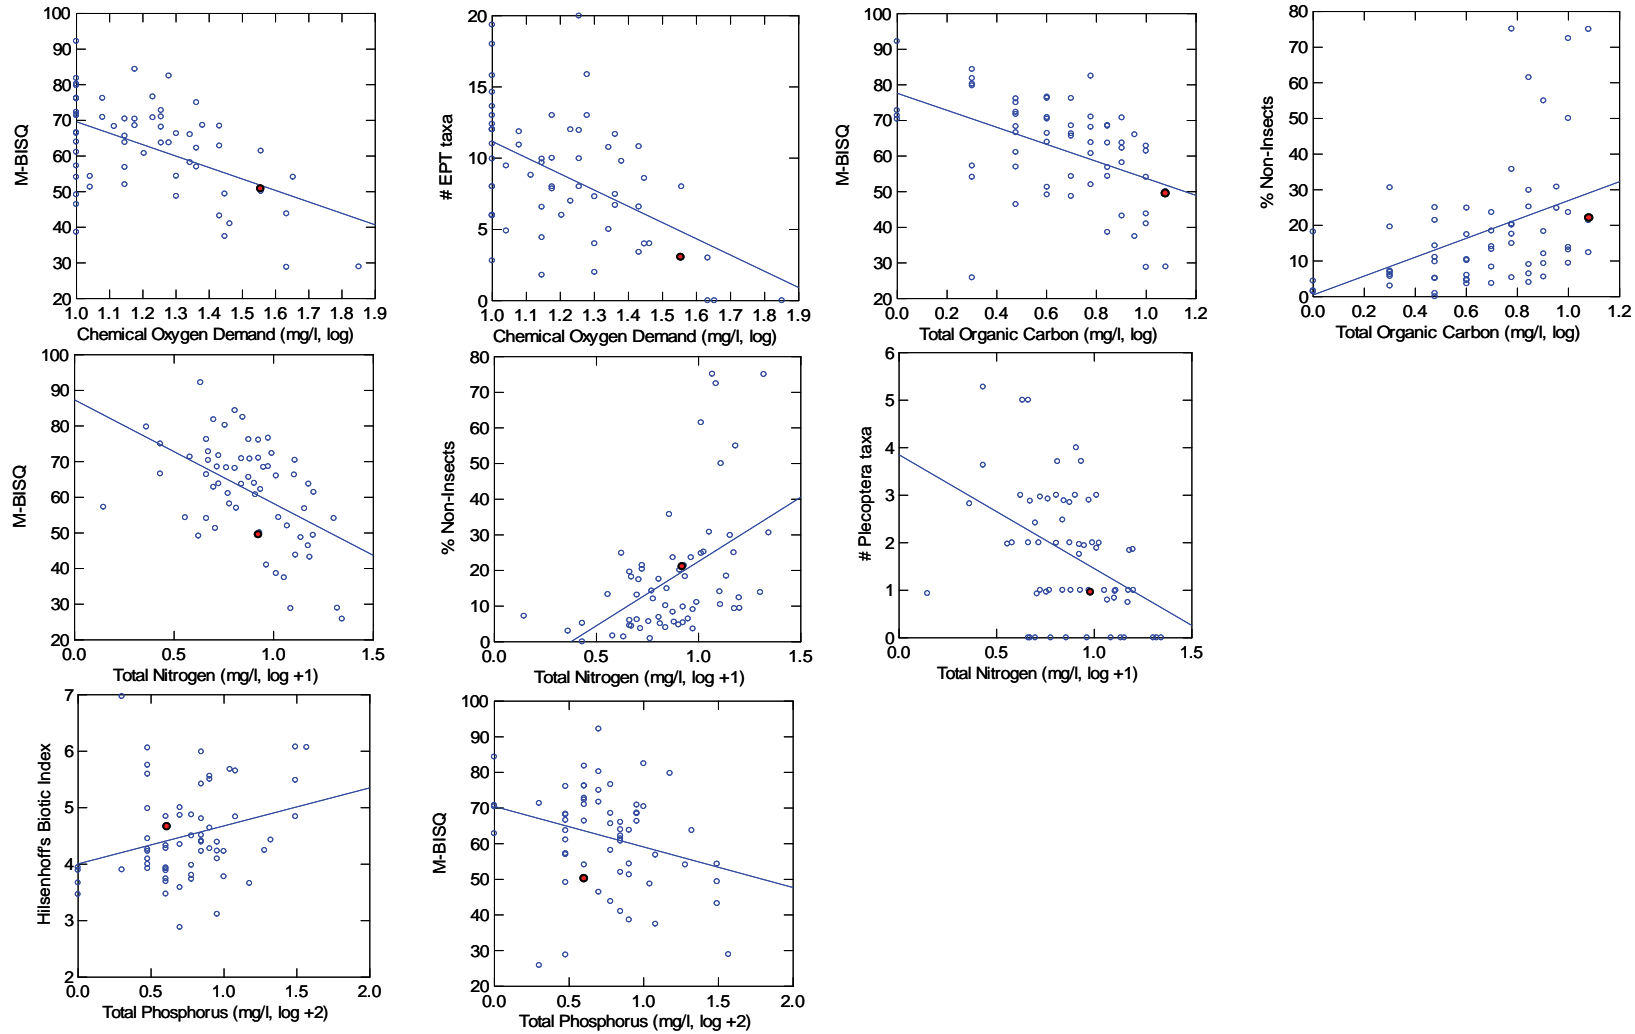 100
90
80
70
60
50
40
30
20
M-BISQ
1.0 1.1 1.2 1.3 1.4 1.5 1.6 1.7 1.8 1.9
Chemical Oxygen Demand (mg/l, log)
20
15
10
5
0
# EPT taxa
1.0 1.1 1.2 1.3 1.4 1.5 1.6 1.7 1.8 1.9
Chemical Oxygen Demand (mg/l, log)
100
90
80
70
60
50
40
30
20
M-BISQ
0.0 0.2 0.4 0.6 0.8 1.0 1.2
Total Organic Carbon (mg/l, log)
80
70
60
50
40
30
20
10
0
% Non-Insects
0.0 0.2 0.4 0.6 0.8 1.0 1.2
Total Organic Carbon (mg/l, log)
100
90
80
70
60
50
40
30
20
M-BISQ
0.0 0.5 1.0 1.5
Total Nitrogen (mg/l, log +1)
80
70
60
50
40
30
20
10
0
% Non-Insects
0.0 0.5 1.0 1.5
Total Nitrogen (mg/l, log +1)
6
5
4
3
2
1
0
# Plecoptera taxa
0.0 0.5 1.0 1.5
Total Nitrogen (mg/l, log +1)
7
6
5
4
3
2
Hilsenhoff's Biotic Index
0.0 0.5 1.0 1.5 2.0
Total Phosphorus (mg/l, log +2)
100
90
80
70
60
50
40
30
20
M-BISQ
0.0 0.5 1.0 1.5 2.0
Total Phosphorus (mg/l, log +2)